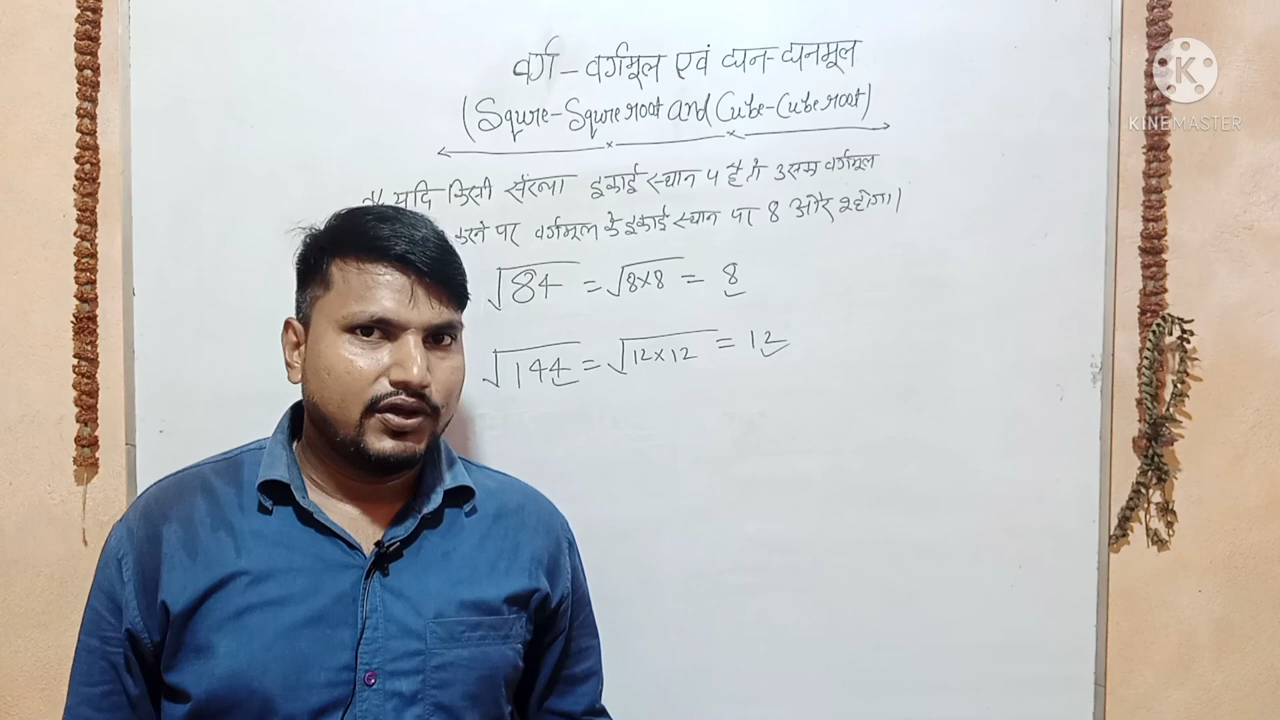 वर्ग - वर्गमूल एवं घन-घनमूल
(Squre-Squre root and Cube-Cube root)
यदि किसी संख्या इकाई स्थान 4 है तो उसका वर्गमूल
करने पर वर्गमूल के इकाई स्थान पर 8 और 2 होगा।
√84 = √8×8 = 8
√144 = √12×12 = 12
K
KINEMASTER